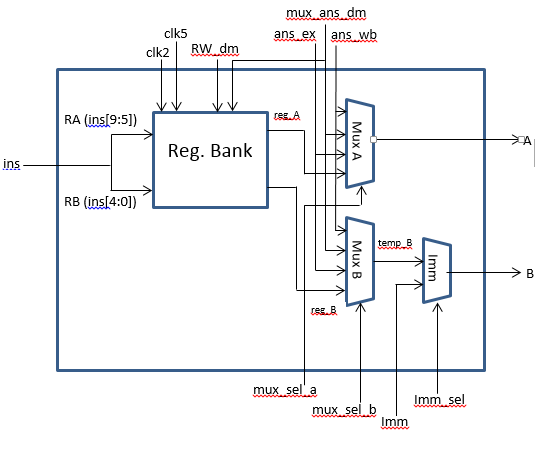 mux_ans_dm
clk5
ans_ex
ans_wb
clk2
RW_dm
RA (ins[9:5])
reg_A
Mux A
Reg. Bank
A
ins
RB (ins[4:0])
temp_B
Mux B
Imm
B
reg_B
mux_sel_a
Imm_sel
mux_sel_b
Imm